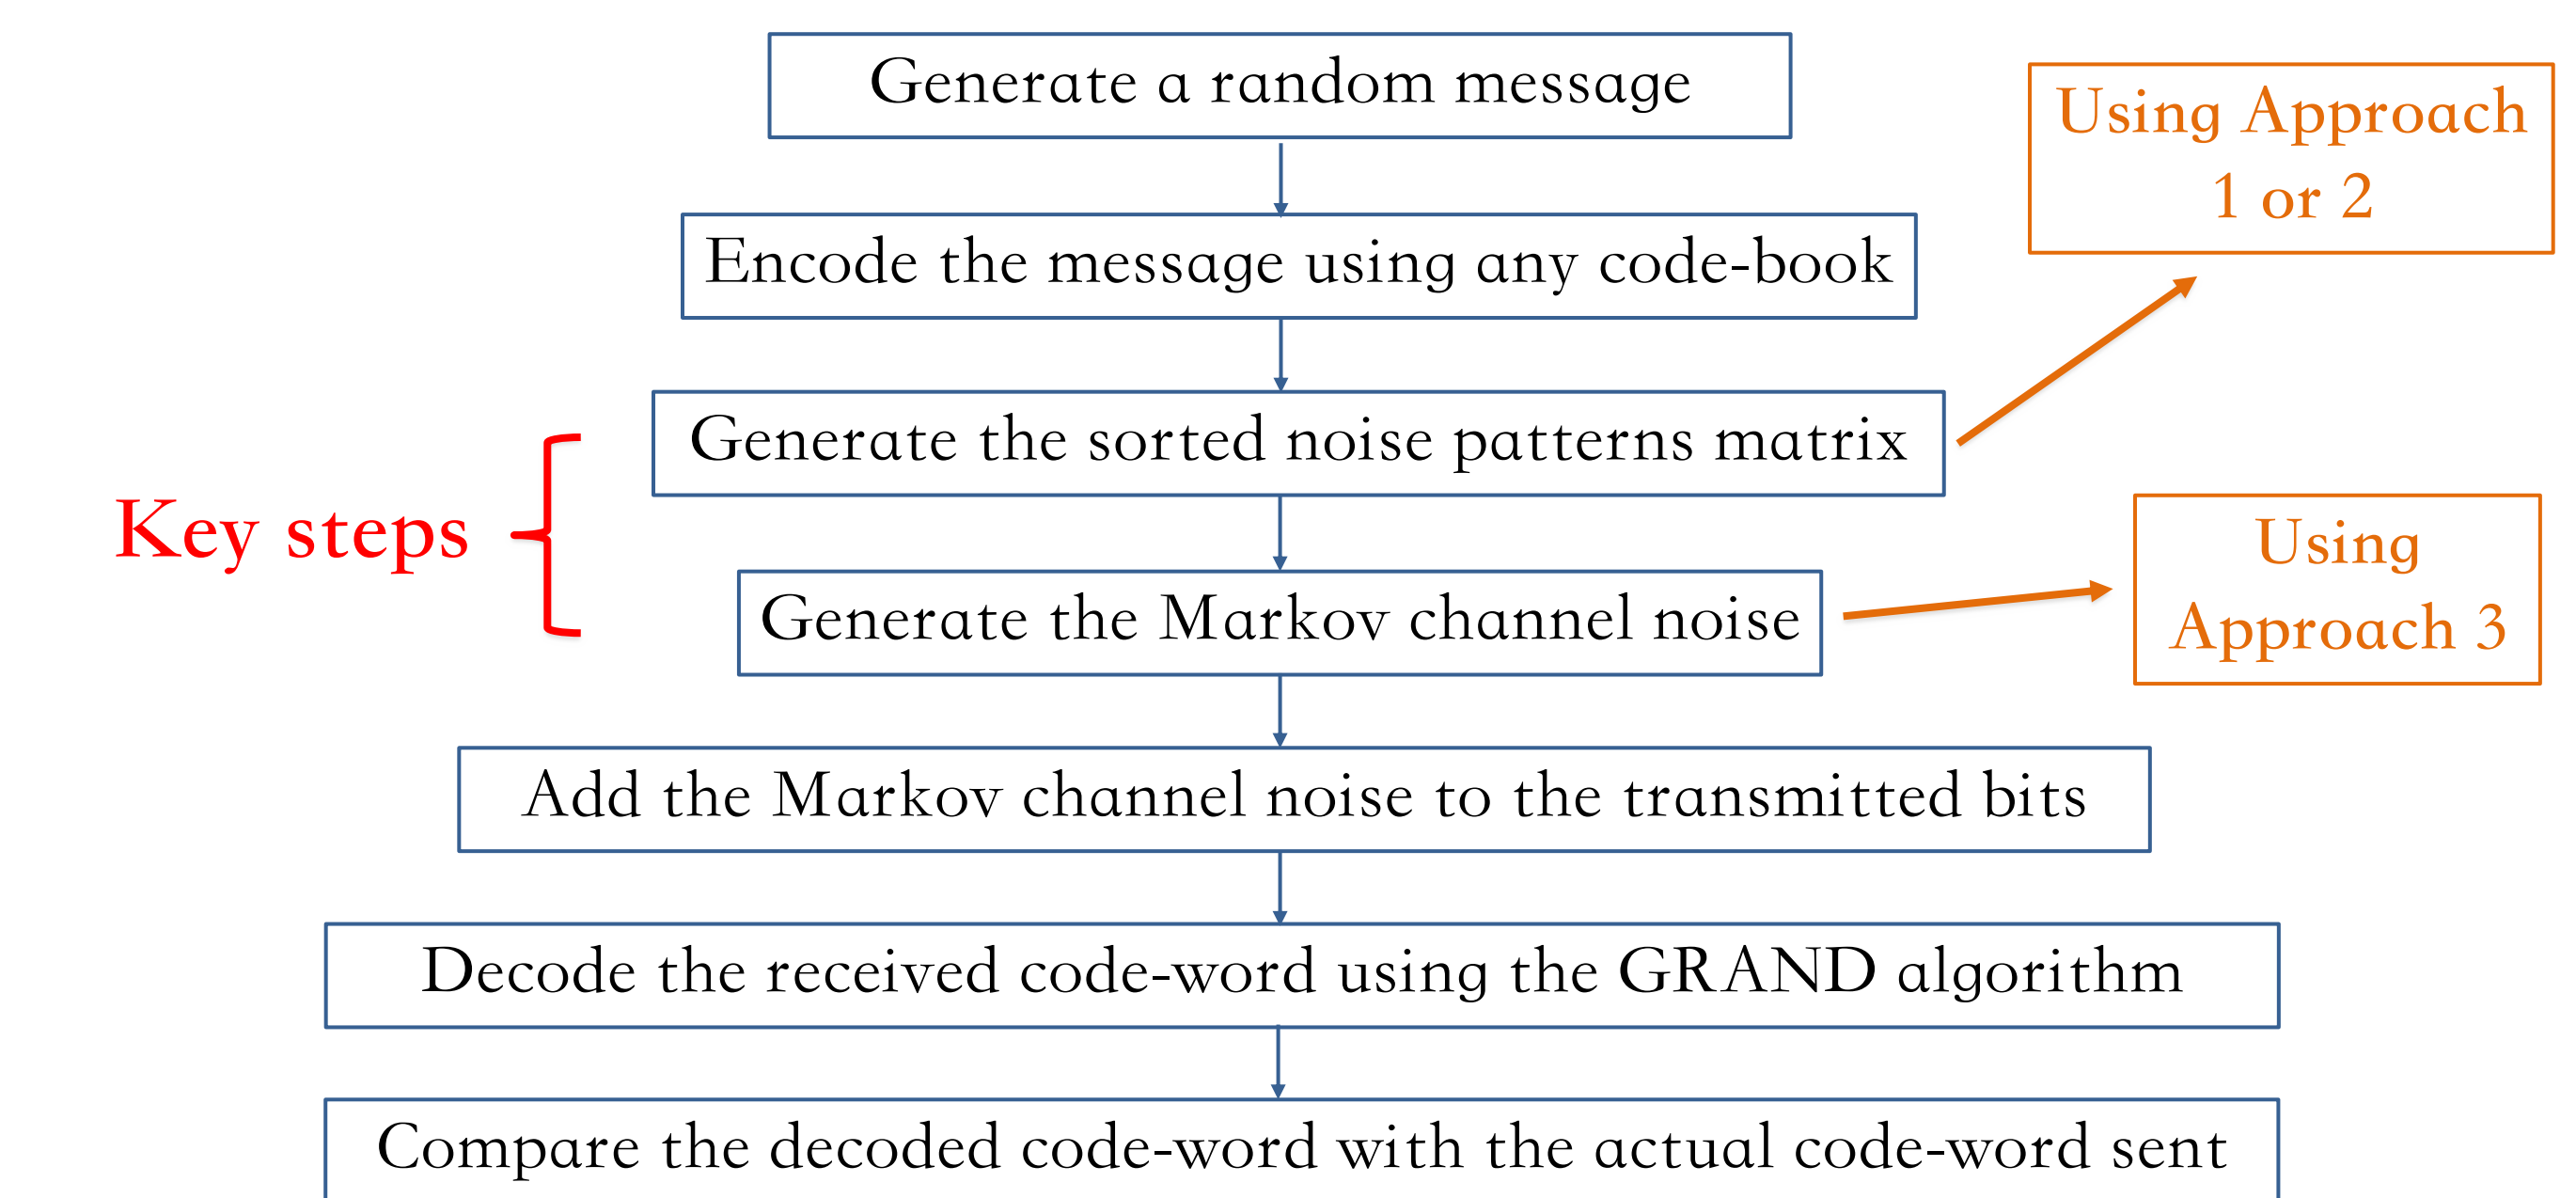 Generate a random message
Using Approach
1 or 2
Encode the message using any code-book
Generate the sorted noise patterns matrix
Key steps
Using
Approach 3
Generate the Markov channel noise
Add the Markov channel noise to the transmitted bits
Decode the received code-word using the GRAND algorithm
Compare the decoded code-word with the actual code-word sent